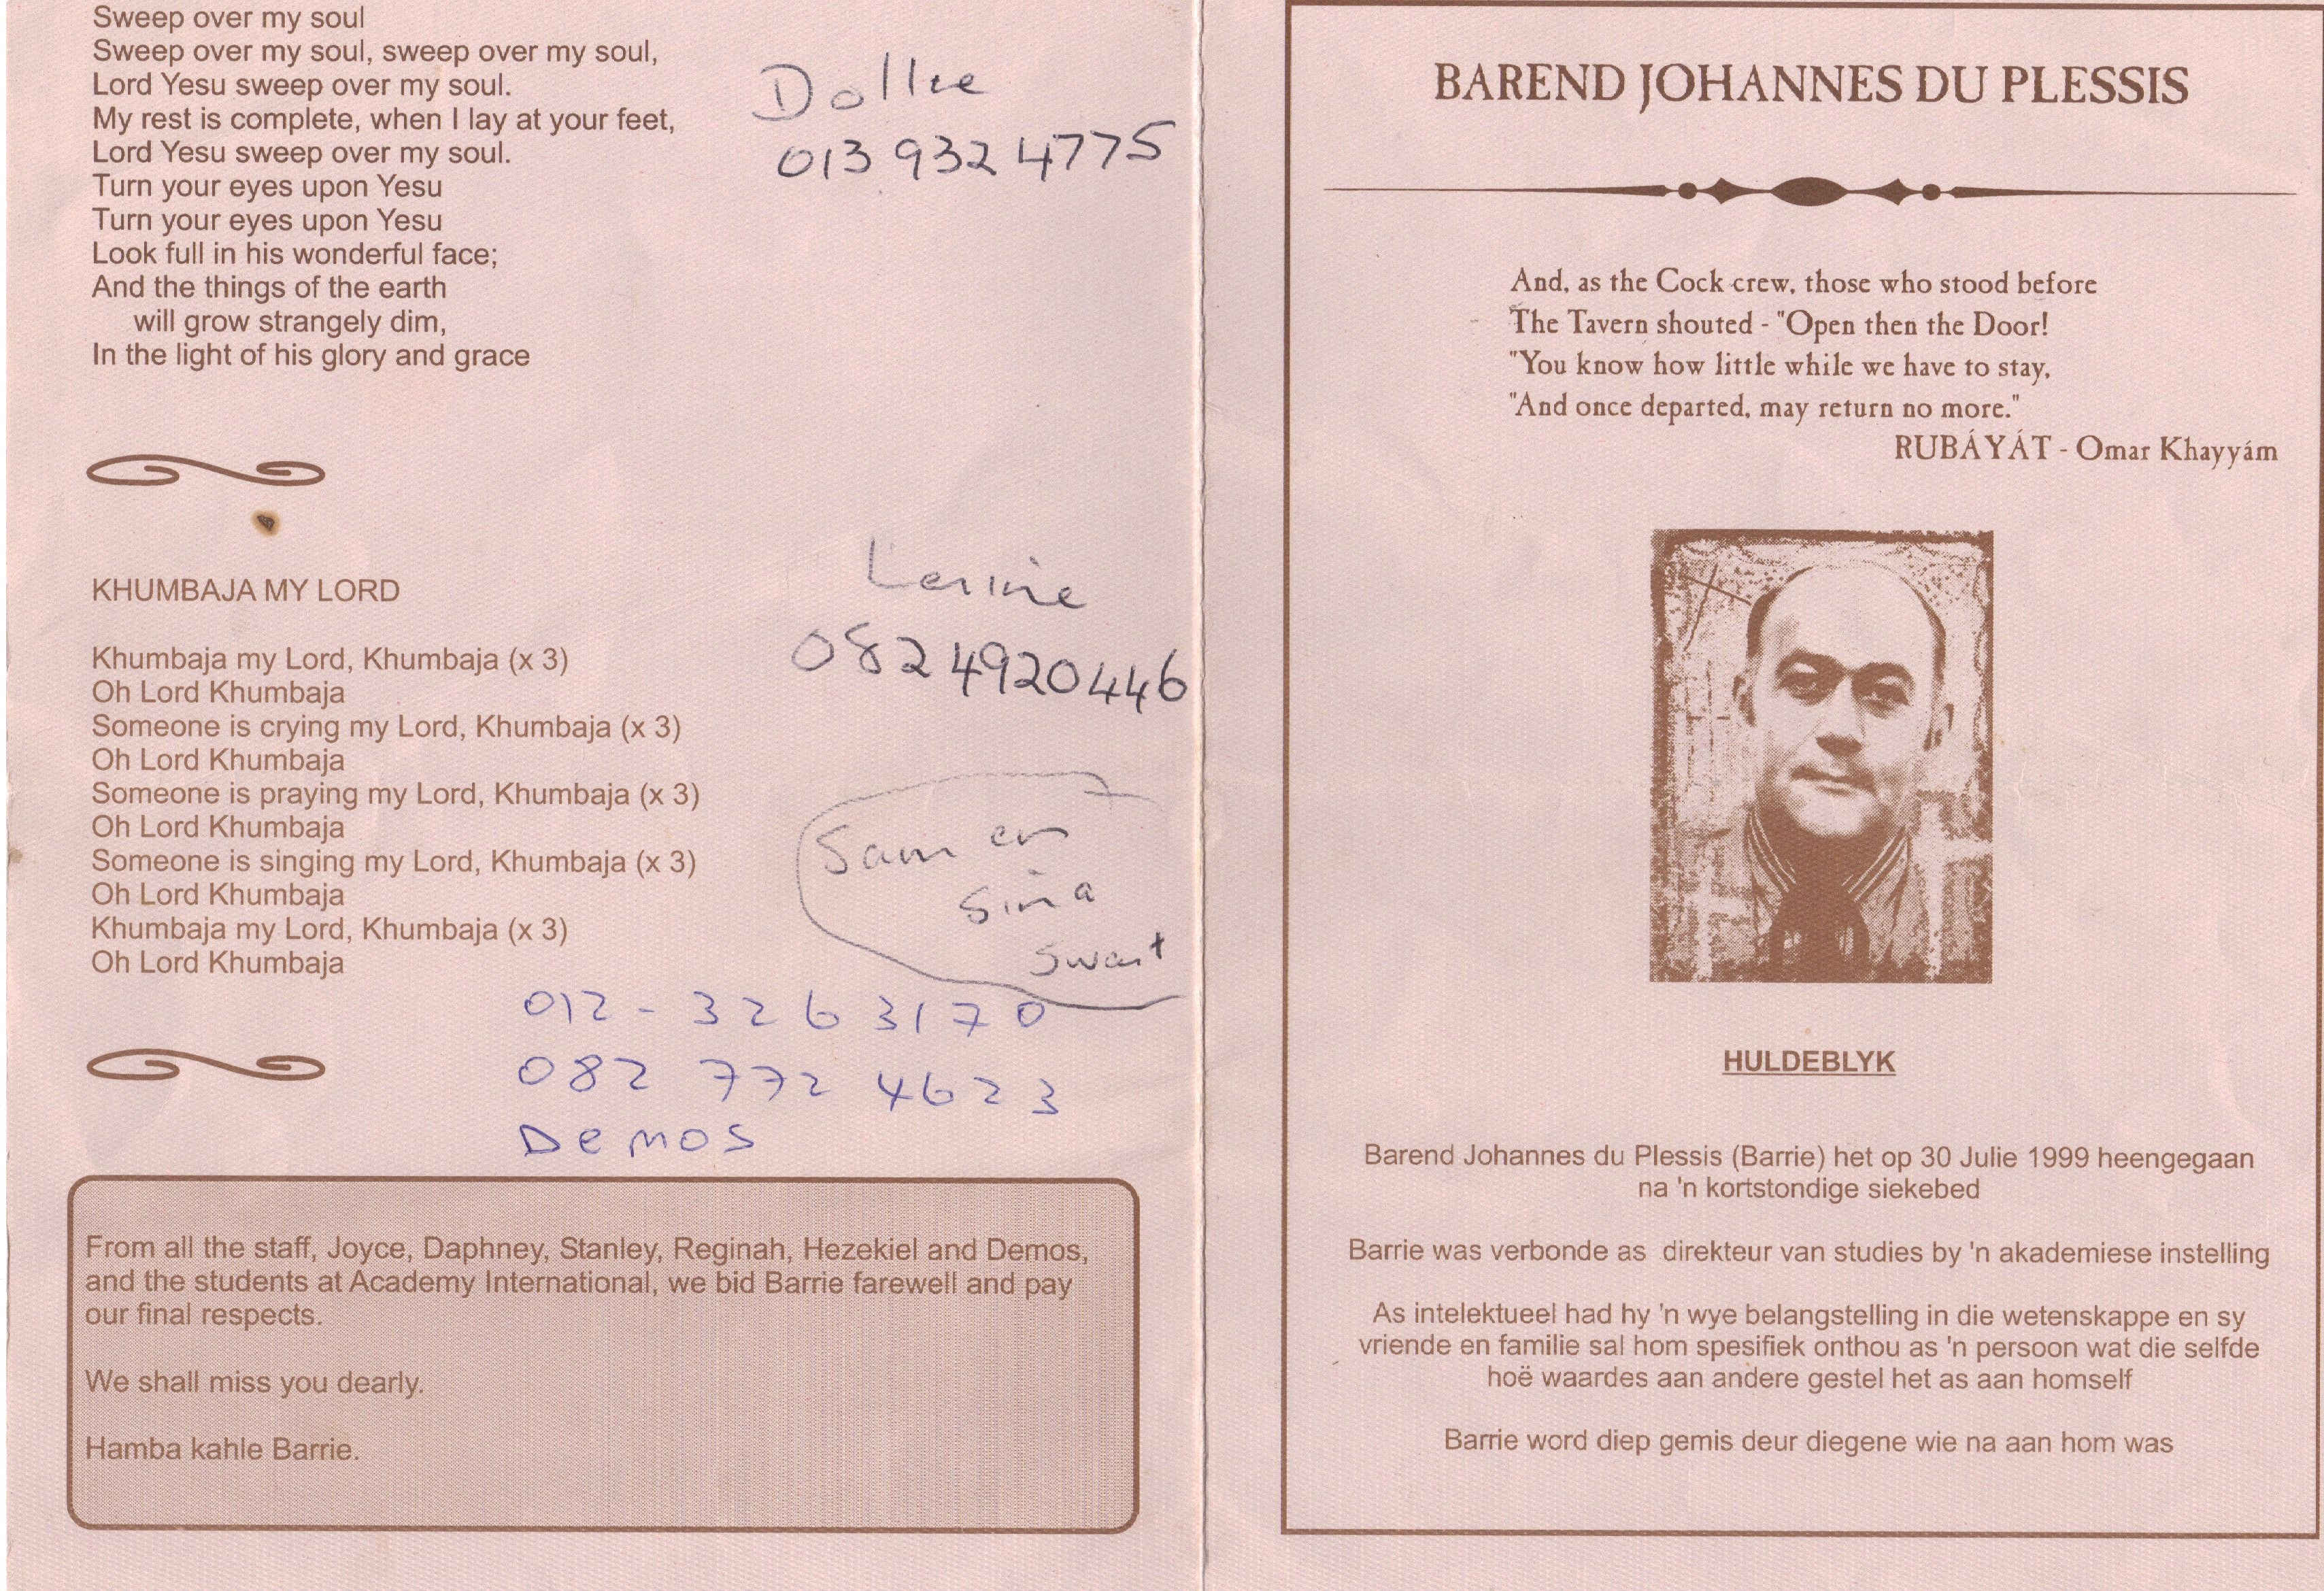 Sweep over my soul
Sweep over my soul, sweep over my soul,
Lord Yesu sweep over my soul.
My rest is complete, when I lay at your feet,
Lord Yesu sweep over my soul.
Turn your eyes upon Yesu
Turn your eyes upon Yesu
Look full in his wonderful face;
And the things of the earth
will grow strangely dim,
In the light of his glory and grace
Dollie
013 932 4775
KHUMBAJA MY LORD
Khumbaja my Lord, Khumbaja (x 3)
Oh Lord Khumbaja
Someone is crying my Lord, Khumbaja (x 3)
Oh Lord Khumbaja
Someone is praying my Lord, Khumbaja (x 3)
Oh Lord Khumbaja
Someone is singing my Lord, Khumbaja (x 3)
Oh Lord Khumbaja
Khumbaja my Lord, Khumbaja (x 3)
Oh Lord Khumbaja
082 4920446
Sam en
Sina
Swart
012 - 326 3170
082 772 4623
Demos
From all the staff, Joyce, Daphney, Stanley, Reginah, Hezekiel and Demos,
and the students at Academy International, we bid Barrie farewell and pay
our final respects.
We shall miss you dearly.
Hamba kahle Barrie.
BAREND JOHANNES DU PLESSIS
And, as the Cock crew, those who stood before
The Tavern shouted - "Open then the Door!
"You know how little while we have to stay,
"And once departed, may return no more."
RUBÁYÁT - Omar Khayyám
HULDEBLYK
Barend Johannes du Plessis (Barrie) het op 30 Julie 1999 heengegaan
na 'n kortstondige siekebed
Barrie was verbonde as direkteur van studies by 'n akademiese instelling
As intelektueel had hy 'n wye belangstelling in die wetenskappe en sy
vriende en familie sal hom spesifiek onthou as 'n persoon wat die selfde
hoë waardes aan andere gestel het as aan homself
Barrie word diep gemis deur diegene wie na aan hom was